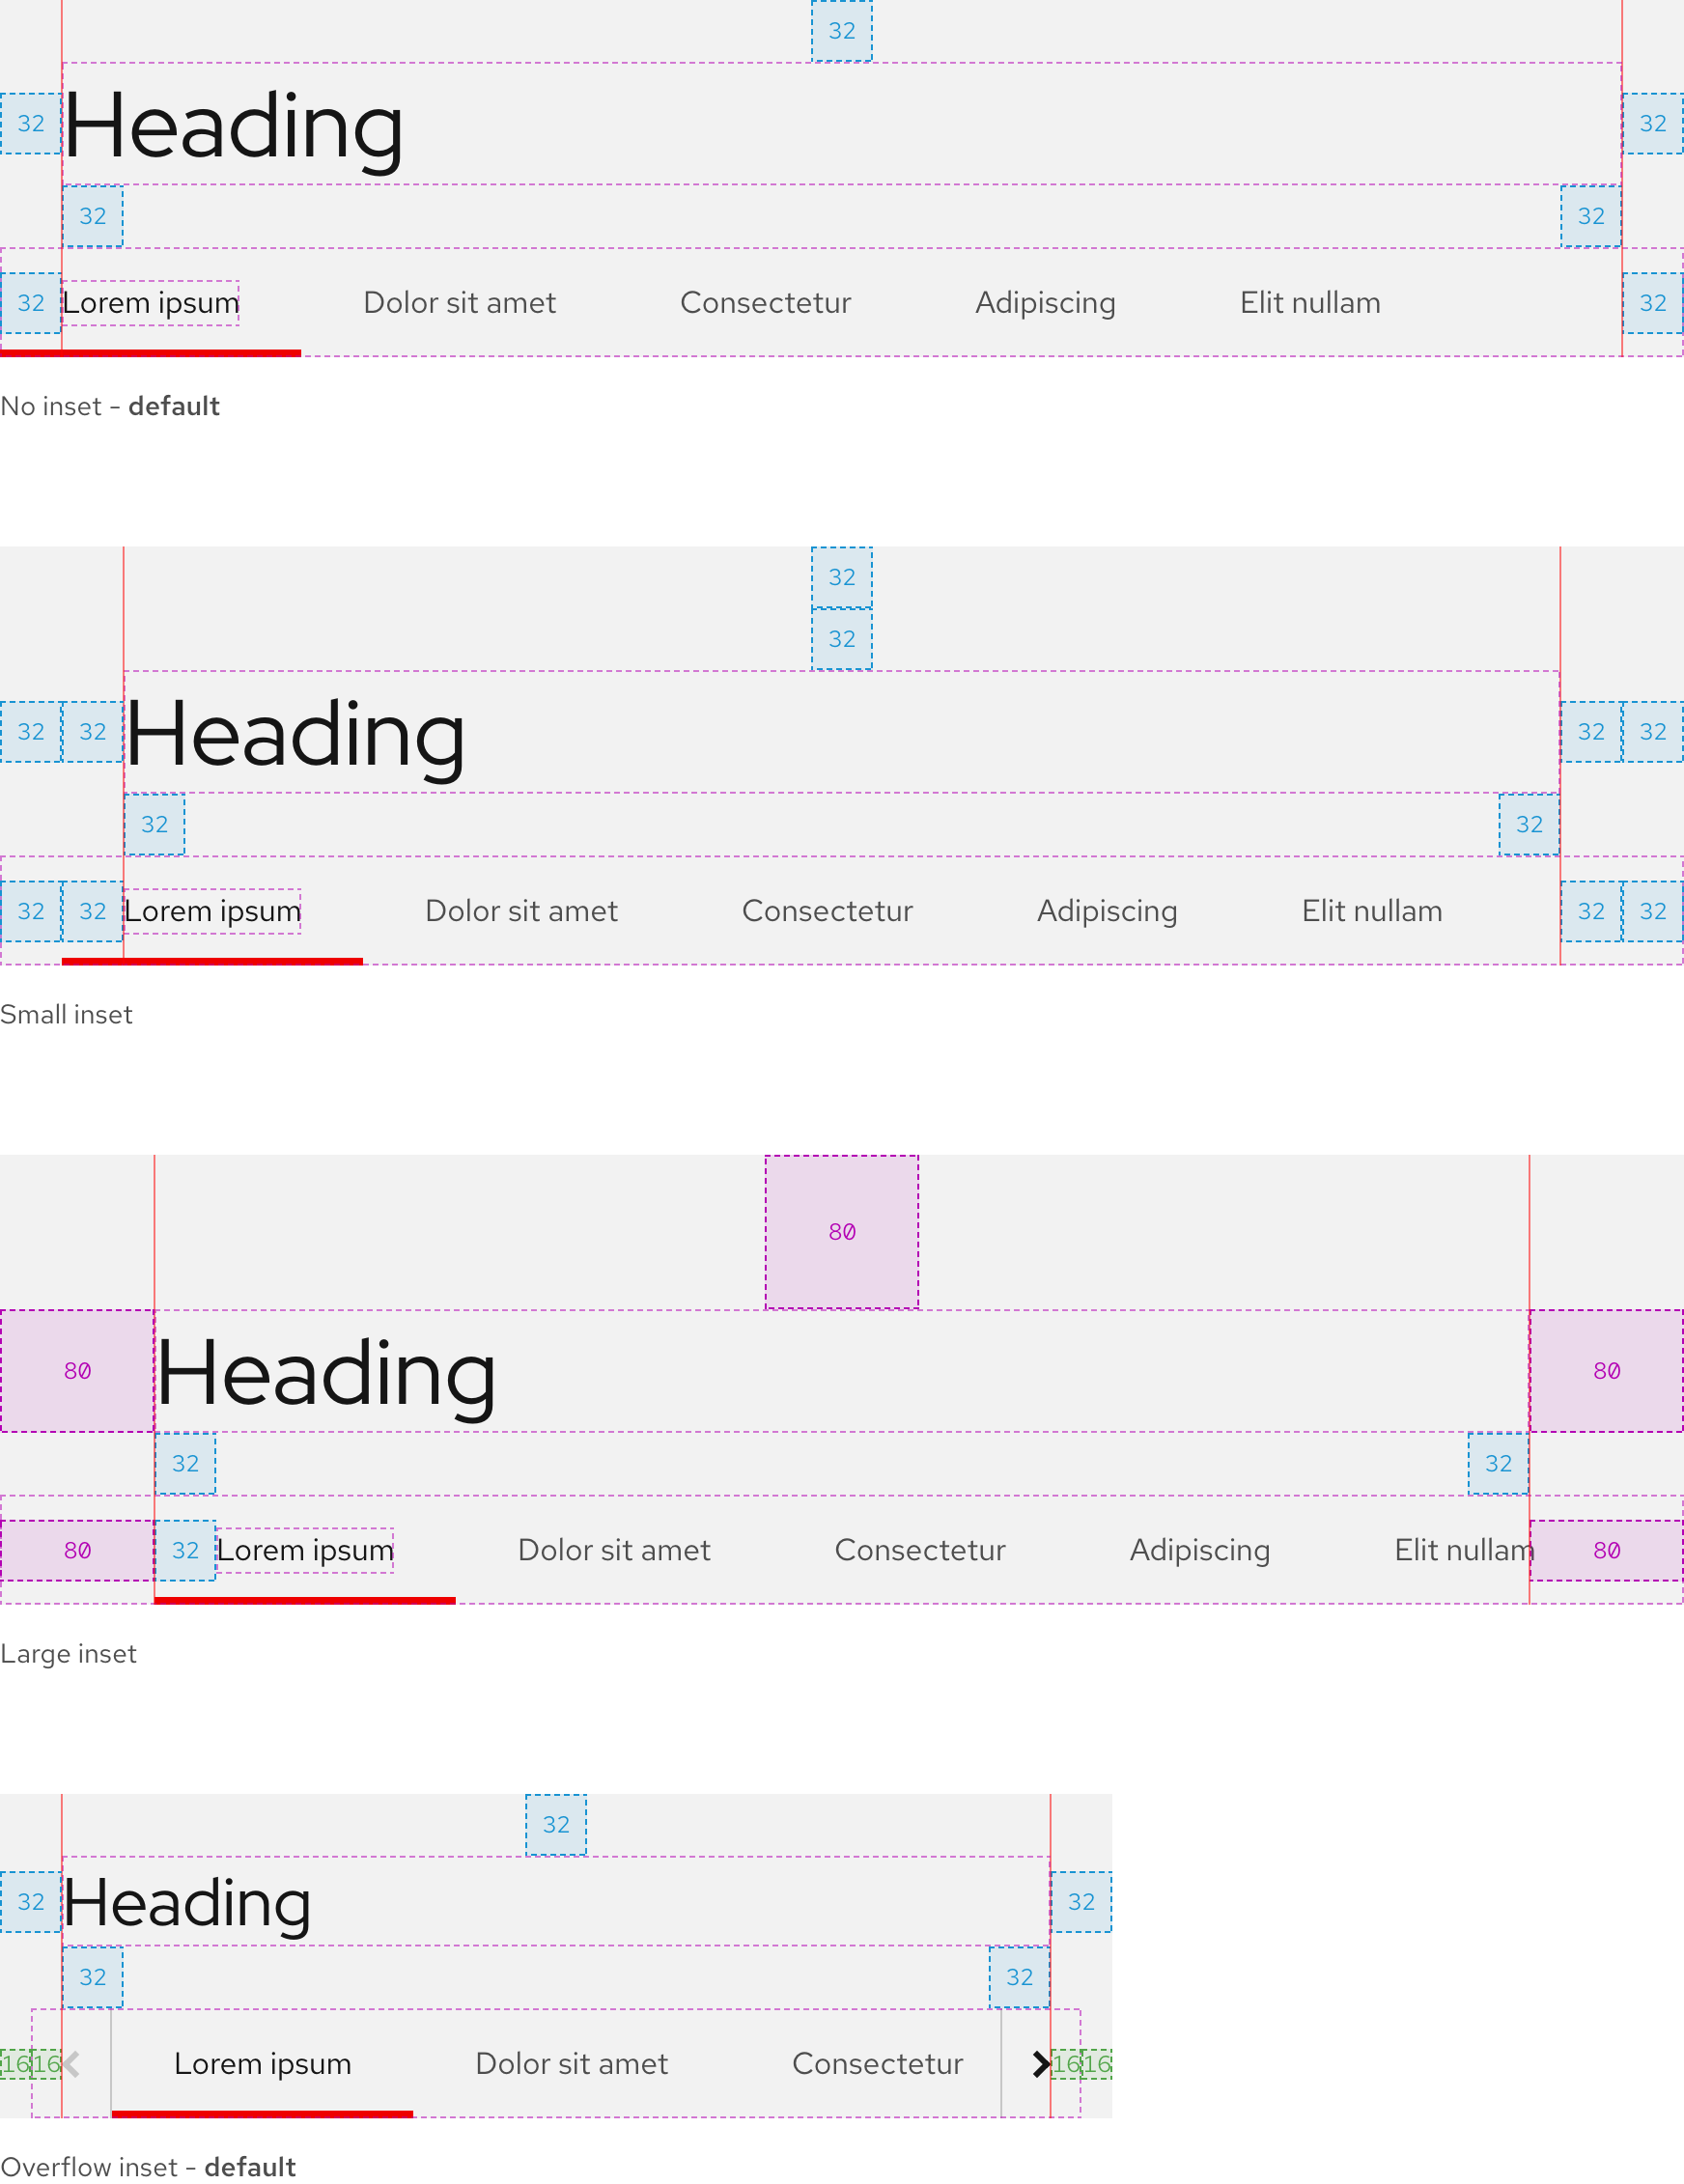 32
32 Heading 32
32 32
32 Lorem ipsum Dolor sit amet Consectetur Adipiscing Elit nullam 32
No inset - default
32
32
32 32 Heading 32 32
32 32
32 32 Lorem ipsum Dolor sit amet Consectetur Adipiscing Elit nullam 32 32
Small inset
80
80 Heading 80
32 32
80 32 Lorem ipsum Dolor sit amet Consectetur Adipiscing Elit nullam 80
Large inset
32
32 Heading 32
32 32
16 16 Lorem ipsum Dolor sit amet Consectetur 16 16
Overflow inset - default